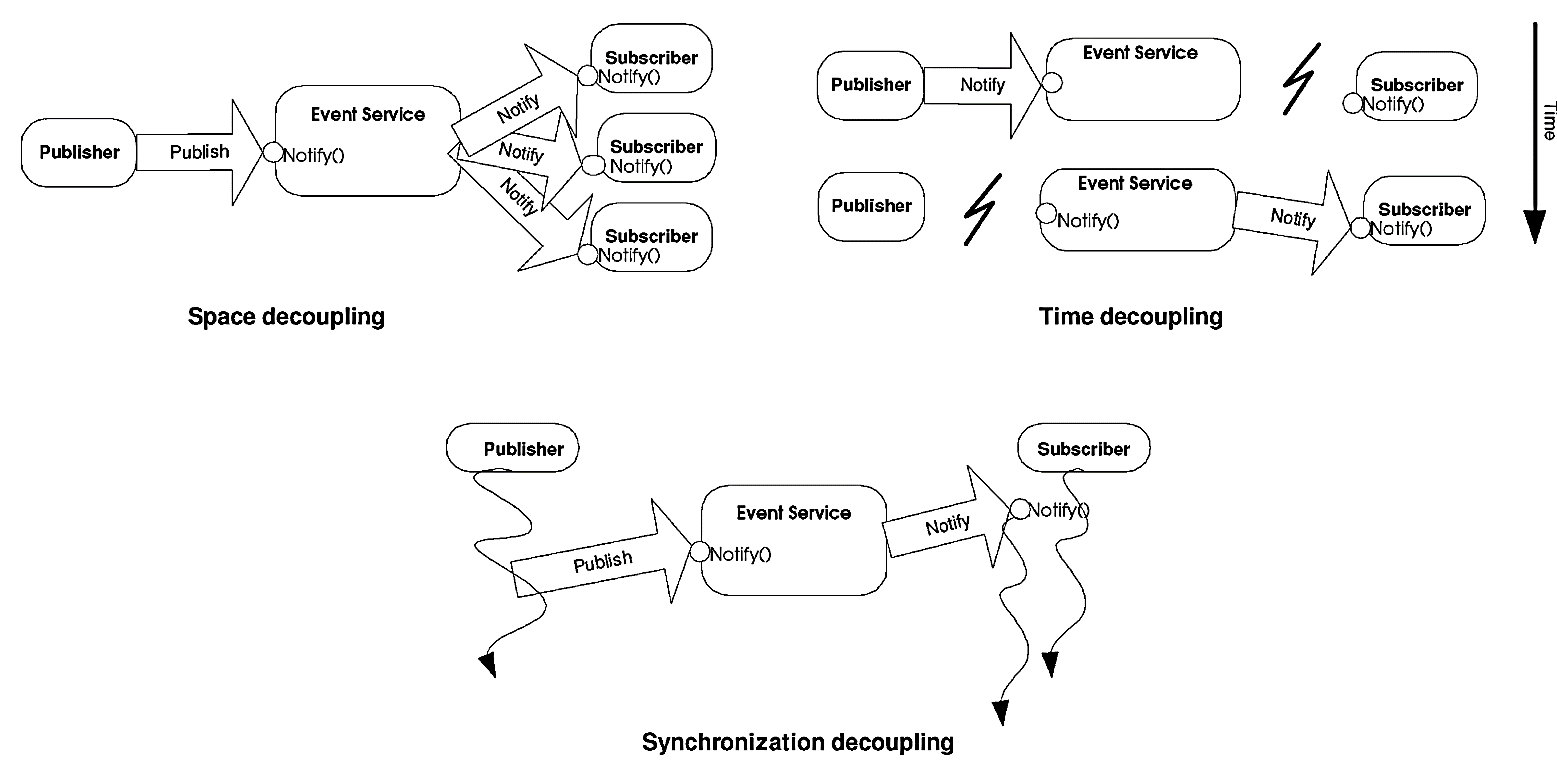 Publisher
Publish
Event Service
Notify()
Notify
Subscriber
Notify()
Notify
Subscriber
Notify()
Notify
Subscriber
Notify()
Space decoupling
Publisher
Notify
Event Service
Subscriber
Notify()
Time
Publisher
Event Service
Notify()
Notify
Subscriber
Notify()
Time decoupling
Publisher
Publish
Event Service
Notify()
Notify
Subscriber
Notify()
Synchronization decoupling